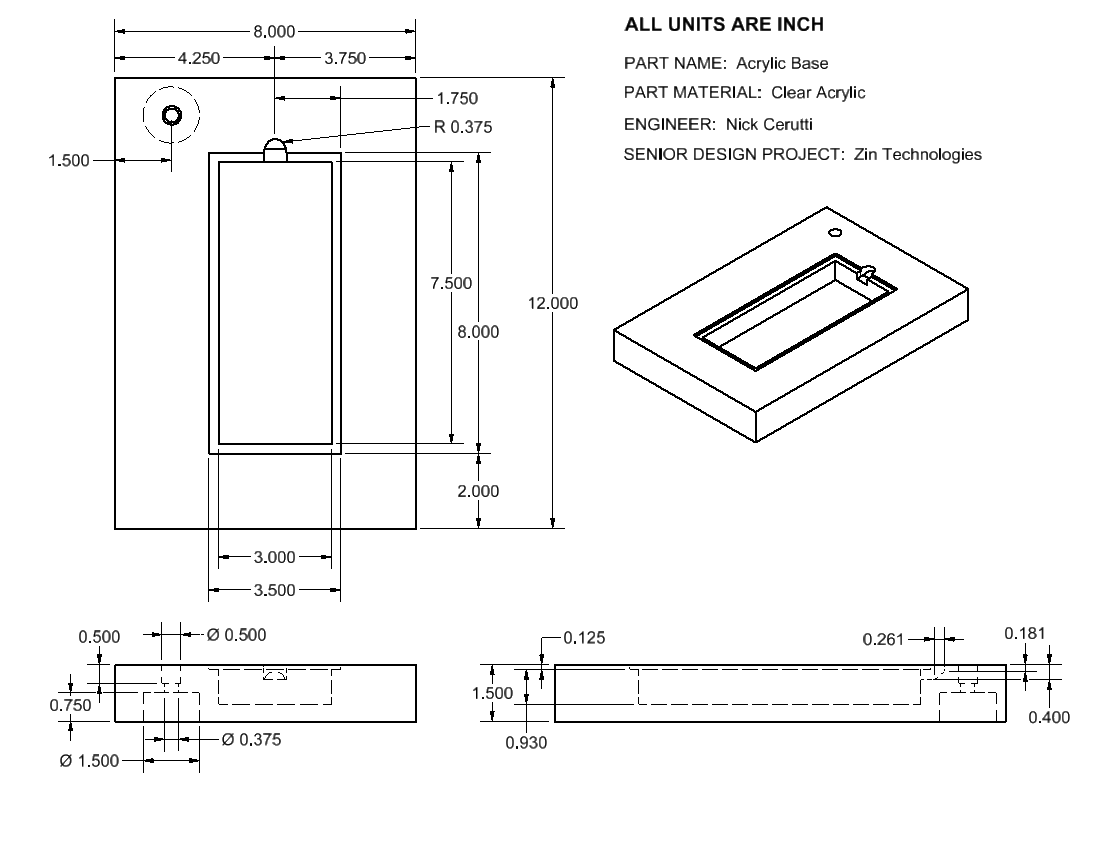 ALL UNITS ARE INCH
PART NAME: Acrylic Base
PART MATERIAL: Clear Acrylic
ENGINEER: Nick Cerutti
SENIOR DESIGN PROJECT: Zin Technologies
8.000
4.250
3.750
1.750
R 0.375
1.500
7.500
12.000
8.000
2.000
3.000
3.500
0.500
Ø 0.500
0.750
Ø 0.375
Ø 1.500
0.125
0.261
0.181
1.500
0.400
0.930